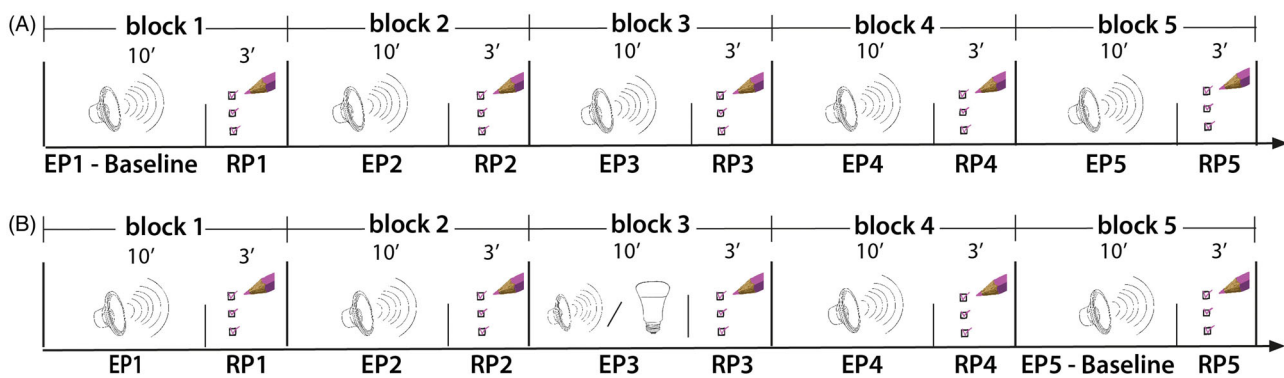 (A) block 1 block 2 block 3 block 4 block 5
10’ 3’ 10’ 3’ 10’ 3’ 10’ 3’ 10’ 3’
EP1 - Baseline RP1 EP2 RP2 EP3 RP3 EP4 RP4 EP5 RP5
(B) block 1 block 2 block 3 block 4 block 5
10’ 3’ 10’ 3’ 10’ 3’ 10’ 3’ 10’ 3’
/
EP1 RP1 EP2 RP2 EP3 RP3 EP4 RP4 EP5 - Baseline RP5